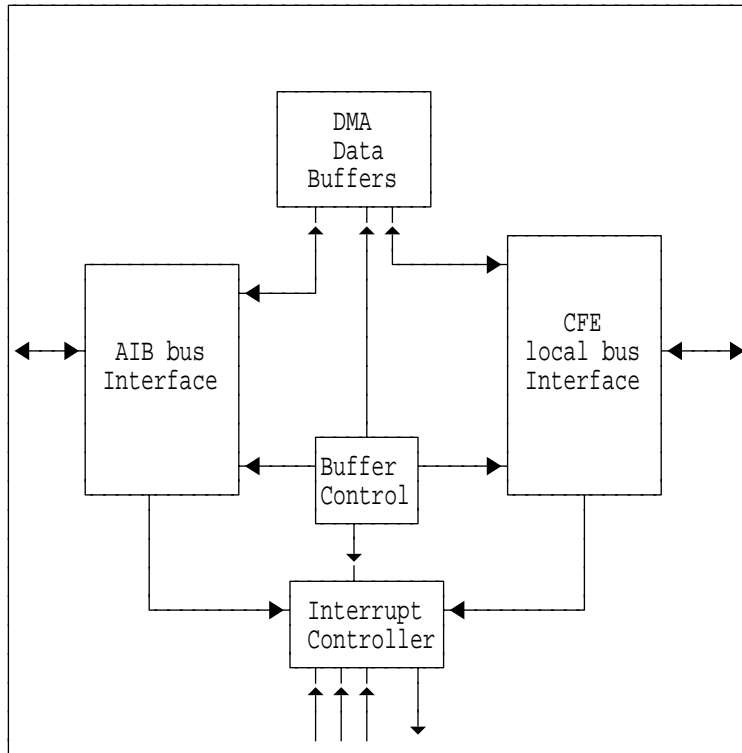 DMA
Data
Buffers
AIB bus
Interface
CFE
local bus
Interface
Buffer
Control
Interrupt
Controller